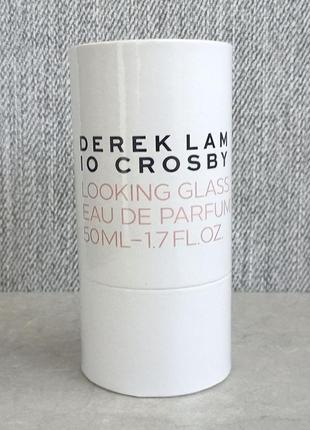 DEREK LAM
10 CROSBY
LOOKING GLASS
EAU DE PARFUM
50ML–1.7 FL.OZ.